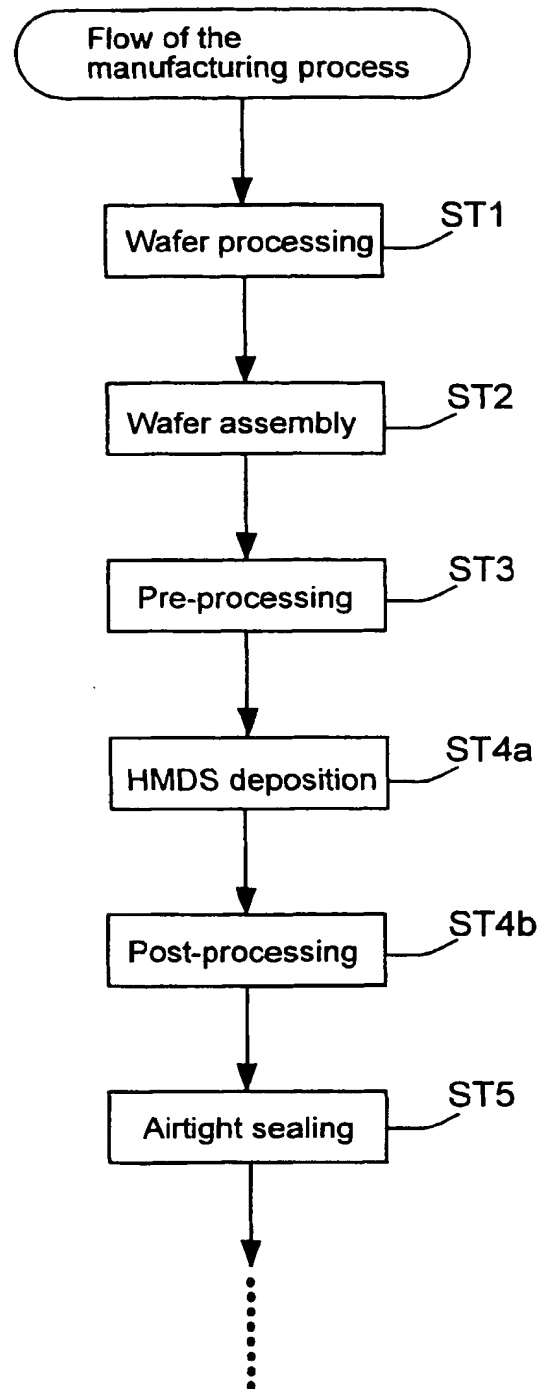 Flow of the
manufacturing process
ST1
Wafer processing
ST2
Wafer assembly
ST3
Pre-processing
ST4a
HMDS deposition
ST4b
Post-processing
ST5
Airtight sealing